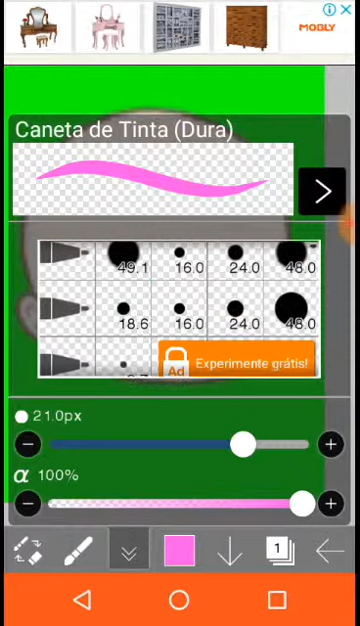 MOBLY
Caneta de Tinta (Dura)
49.1 16.0 24.0 48.0
18.6 16.0 24.0 48.0
Ad Experimente grátis!
21.0px
α 100%
1